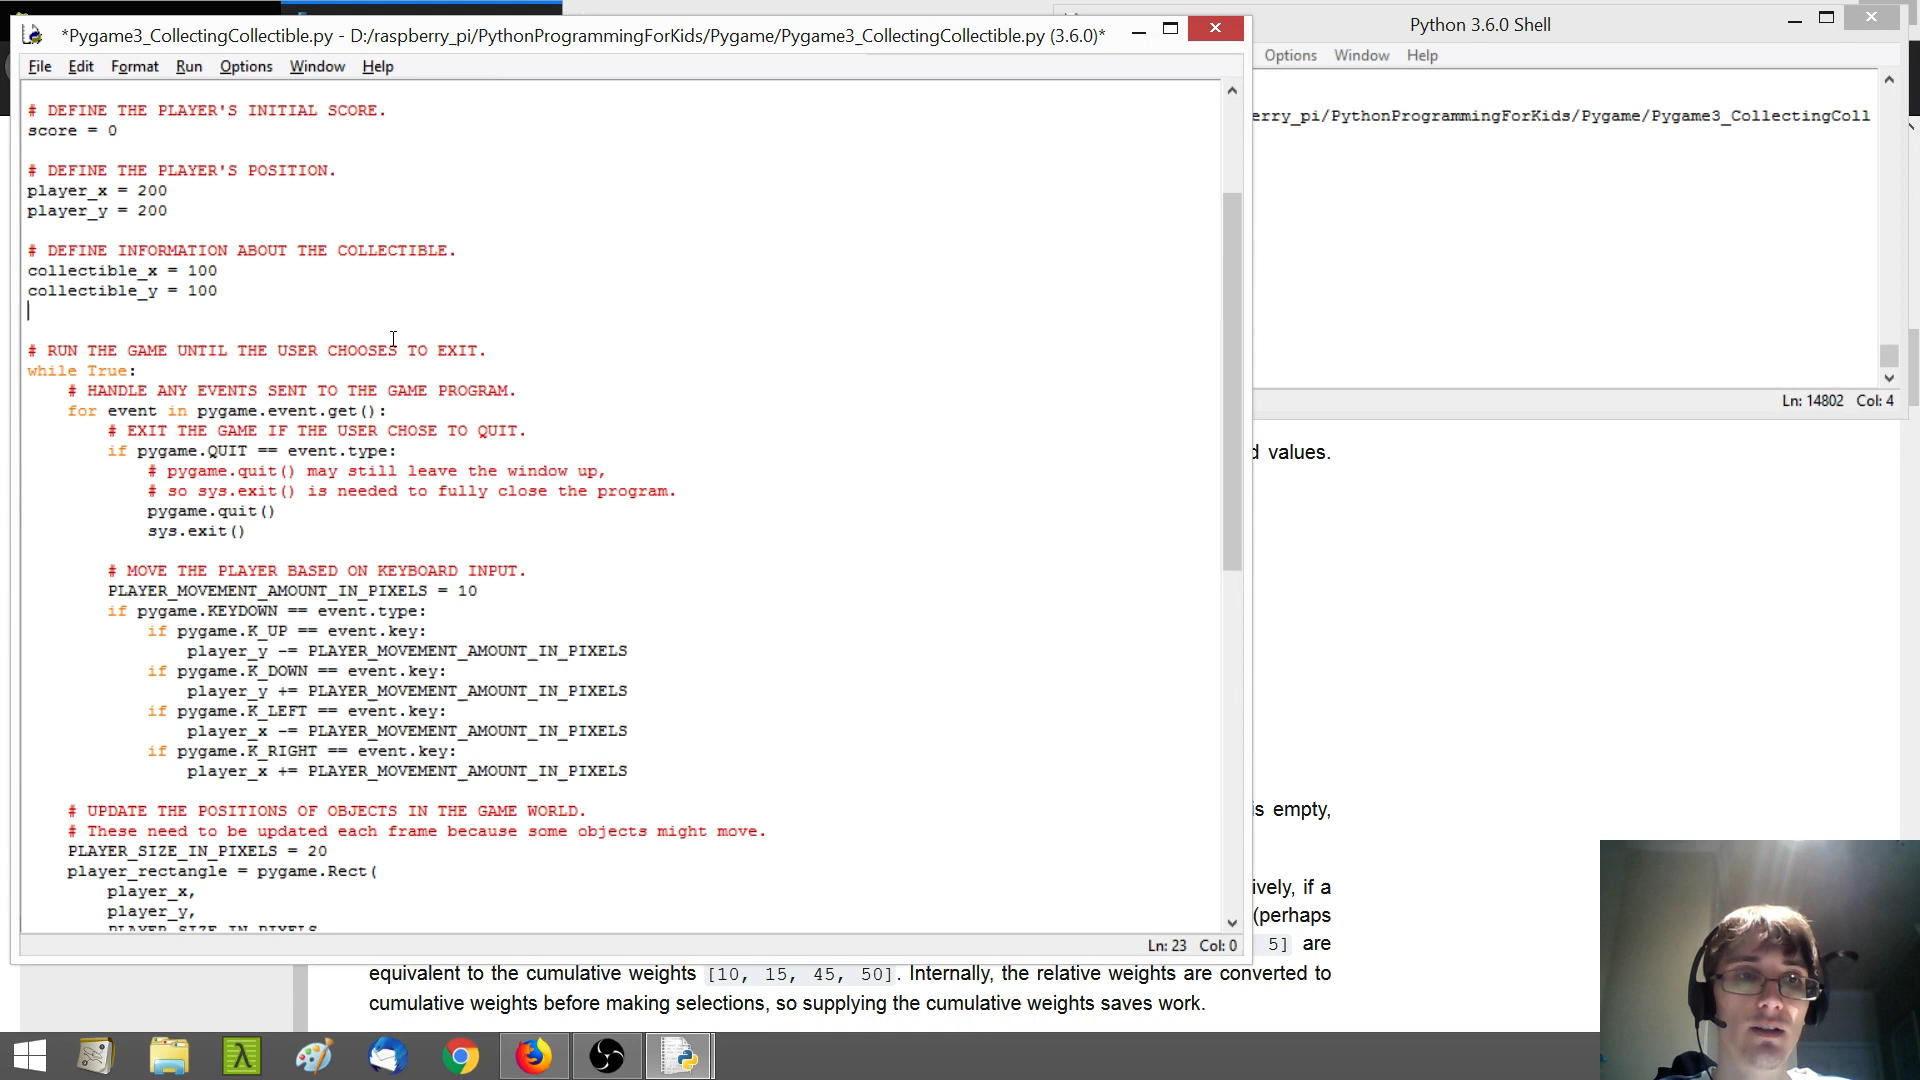 *Pygame3_CollectingCollectible.py - D:/raspberry_pi/PythonProgrammingForKids/Pygame/Pygame3_CollectingCollectible.py (3.6.0)*
File Edit Format Run Options Window Help
# DEFINE THE PLAYER'S INITIAL SCORE.
score = 0
# DEFINE THE PLAYER'S POSITION.
player_x = 200
player_y = 200
# DEFINE INFORMATION ABOUT THE COLLECTIBLE.
collectible_x = 100
collectible_y = 100
# RUN THE GAME UNTIL THE USER CHOOSES TO EXIT.
while True:
# HANDLE ANY EVENTS SENT TO THE GAME PROGRAM.
for event in pygame.event.get():
# EXIT THE GAME IF THE USER CHOSE TO QUIT.
if pygame.QUIT == event.type:
# pygame.quit() may still leave the window up,
# so sys.exit() is needed to fully close the program.
pygame.quit()
sys.exit()
# MOVE THE PLAYER BASED ON KEYBOARD INPUT.
PLAYER_MOVEMENT_AMOUNT_IN_PIXELS = 10
if pygame.KEYDOWN == event.type:
if pygame.K_UP == event.key:
player_y -= PLAYER_MOVEMENT_AMOUNT_IN_PIXELS
if pygame.K_DOWN == event.key:
player_y += PLAYER_MOVEMENT_AMOUNT_IN_PIXELS
if pygame.K_LEFT == event.key:
player_x -= PLAYER_MOVEMENT_AMOUNT_IN_PIXELS
if pygame.K_RIGHT == event.key:
player_x += PLAYER_MOVEMENT_AMOUNT_IN_PIXELS
# UPDATE THE POSITIONS OF OBJECTS IN THE GAME WORLD.
# These need to be updated each frame because some objects might move.
PLAYER_SIZE_IN_PIXELS = 20
player_rectangle = pygame.Rect(
player_x,
player_y,
PLAYER_SIZE_IN_PIXELS
Ln: 23 Col: 0
Python 3.6.0 Shell
Options Window Help
erry_pi/PythonProgrammingForKids/Pygame/Pygame3_CollectingColl
Ln: 14802 Col: 4
d values.
is empty,
ively, if a
(perhaps
5] are
equivalent to the cumulative weights [10, 15, 45, 50]. Internally, the relative weights are converted to
cumulative weights before making selections, so supplying the cumulative weights saves work.